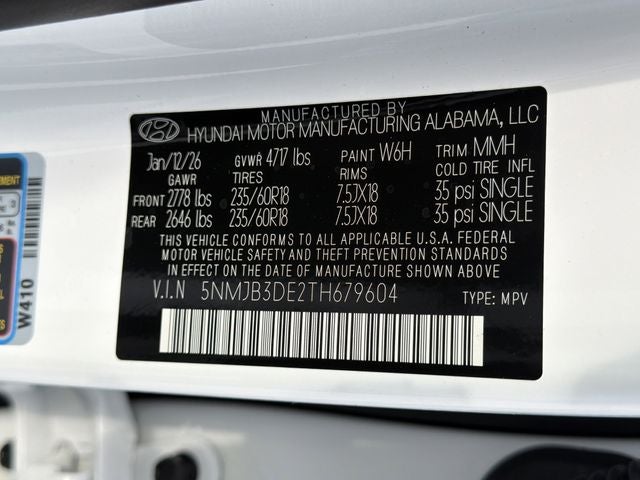 MANUFACTURED BY
HYUNDAI MOTOR MANUFACTURING ALABAMA, LLC
Jan/12/26 GVWR 4717 lbs PAINT W6H TRIM MMH
GAWR TIRES RIMS COLD TIRE INFL
FRONT 2778 lbs 235/60R18 7.5JX18 35 psi SINGLE
REAR 2646 lbs 235/60R18 7.5JX18 35 psi SINGLE
THIS VEHICLE CONFORMS TO ALL APPLICABLE U.S.A. FEDERAL
MOTOR VEHICLE SAFETY AND THEFT PREVENTION STANDARDS
IN EFFECT ON THE DATE OF MANUFACTURE SHOWN ABOVE
V.I.N 5NMJB3DE2TH679604 TYPE: MPV
W410